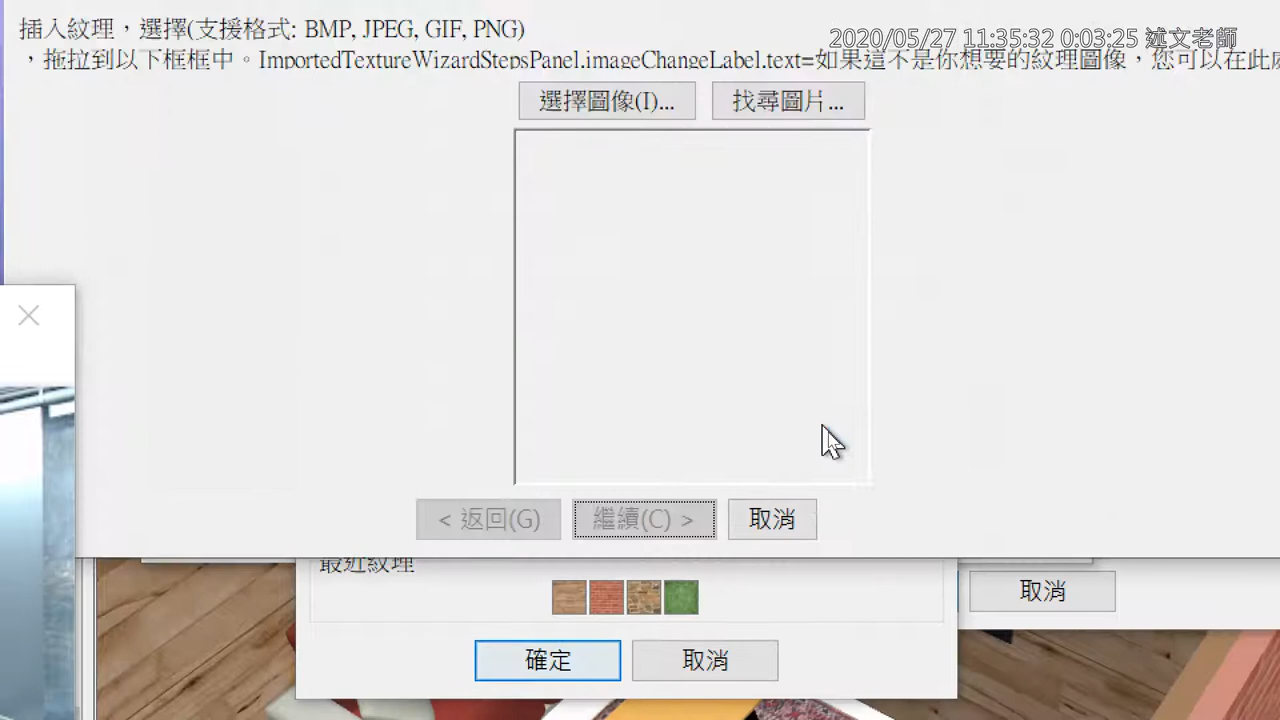 插入紋理，選擇(支援格式: BMP, JPEG, GIF, PNG)
2020/05/27 11:35:32 0:03:25 述文老師
，拖拉到以下框框中。ImportedTextureWizardStepsPanel.imageChangeLabel.text=如果這不是你想要的紋理圖像，您可以在此處
選擇圖像(I)... 找尋圖片...
< 返回(G) 繼續(C) > 取消
最近紋理
取消
確定 取消